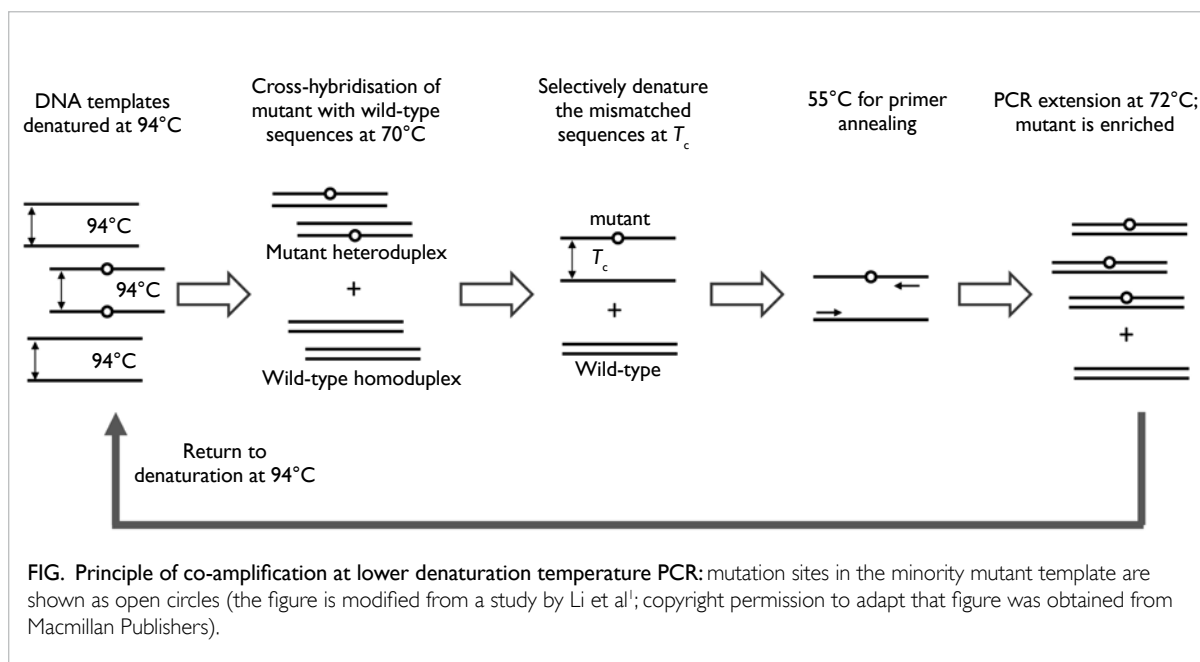 DNA templates
denatured at 94°C
Cross-hybridisation of
mutant with wild-type
sequences at 70°C
Selectively denature
the mismatched
sequences at Tc
55°C for primer
annealing
PCR extension at 72°C;
mutant is enriched
94°C
94°C
94°C
Mutant heteroduplex
+
Wild-type homoduplex
mutant
Tc
+
Wild-type
+
Return to
denaturation at 94°C
FIG. Principle of co-amplification at lower denaturation temperature PCR: mutation sites in the minority mutant template are
shown as open circles (the figure is modified from a study by Li et al¹; copyright permission to adapt that figure was obtained from
Macmillan Publishers).